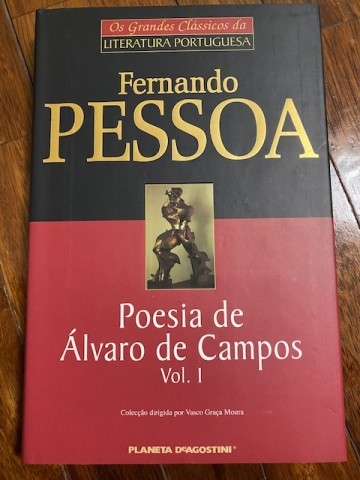 Os Grandes Clássicos da
LITERATURA PORTUGUESA
Fernando
PESSOA
Poesia de
Álvaro de Campos
Vol. I
Colecção dirigida por Vasco Graça Moura
PLANETA DeAGOSTINI